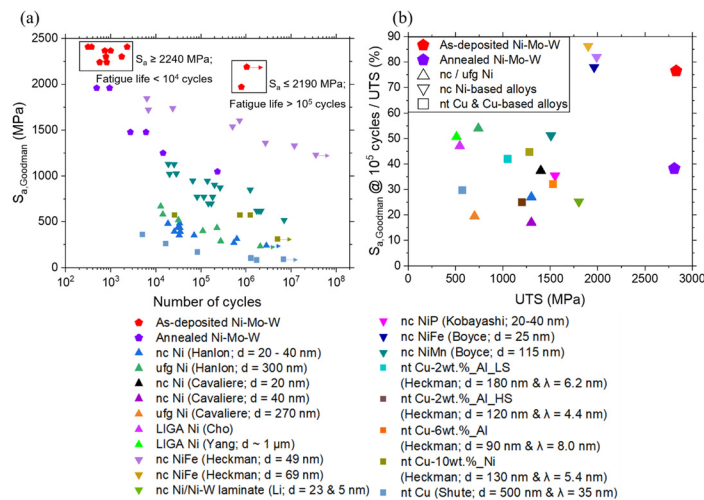 (a)
S_a,Goodman (MPa)
2500
2000
1500
1000
500
0
S_a ≥ 2240 MPa;
Fatigue life < 10^4 cycles
S_a ≤ 2190 MPa;
Fatigue life > 10^5 cycles
10^2 10^3 10^4 10^5 10^6 10^7 10^8
Number of cycles
(b)
S_a,Goodman @ 10^5 cycles / UTS (%)
100
90
80
70
60
50
40
30
20
10
0
As-deposited Ni-Mo-W
Annealed Ni-Mo-W
nc / ufg Ni
nc Ni-based alloys
nt Cu & Cu-based alloys
0 500 1000 1500 2000 2500 3000
UTS (MPa)
As-deposited Ni-Mo-W
Annealed Ni-Mo-W
nc Ni (Hanlon; d = 20 - 40 nm)
ufg Ni (Hanlon; d = 300 nm)
nc Ni (Cavaliere; d = 20 nm)
nc Ni (Cavaliere; d = 40 nm)
ufg Ni (Cavaliere; d = 270 nm)
LIGA Ni (Cho)
LIGA Ni (Yang; d ~ 1 μm)
nc NiFe (Heckman; d = 49 nm)
nc NiFe (Heckman; d = 69 nm)
nc Ni/Ni-W laminate (Li; d = 23 & 5 nm)
nc NiP (Kobayashi; 20-40 nm)
nc NiFe (Boyce; d = 25 nm)
nc NiMn (Boyce; d = 115 nm)
nt Cu-2wt.%_Al_LS
(Heckman; d = 180 nm & λ = 6.2 nm)
nt Cu-2wt.%_Al_HS
(Heckman; d = 120 nm & λ = 4.4 nm)
nt Cu-6wt.%_Al
(Heckman; d = 90 nm & λ = 8.0 nm)
nt Cu-10wt.%_Ni
(Heckman; d = 130 nm & λ = 5.4 nm)
nt Cu (Shute; d = 500 nm & λ = 35 nm)